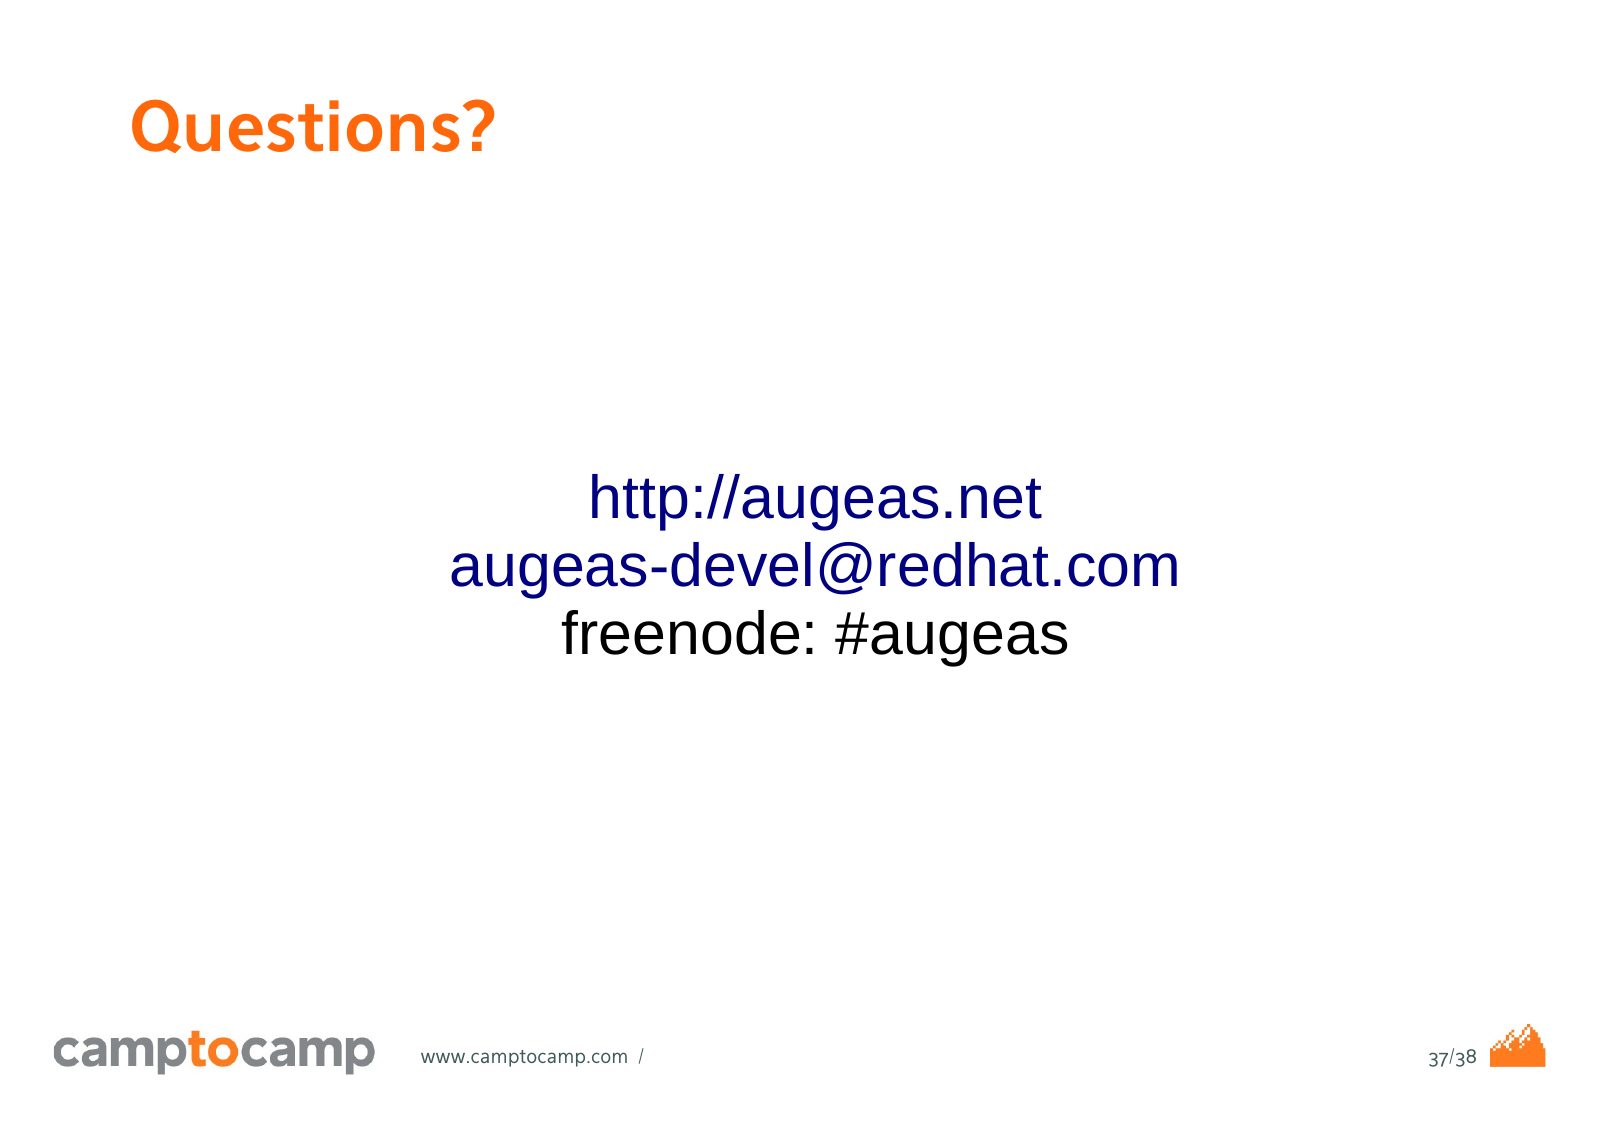 Questions?
http://augeas.net
augeas-devel@redhat.com
freenode: #augeas
camptocamp
www.camptocamp.com /
37/38